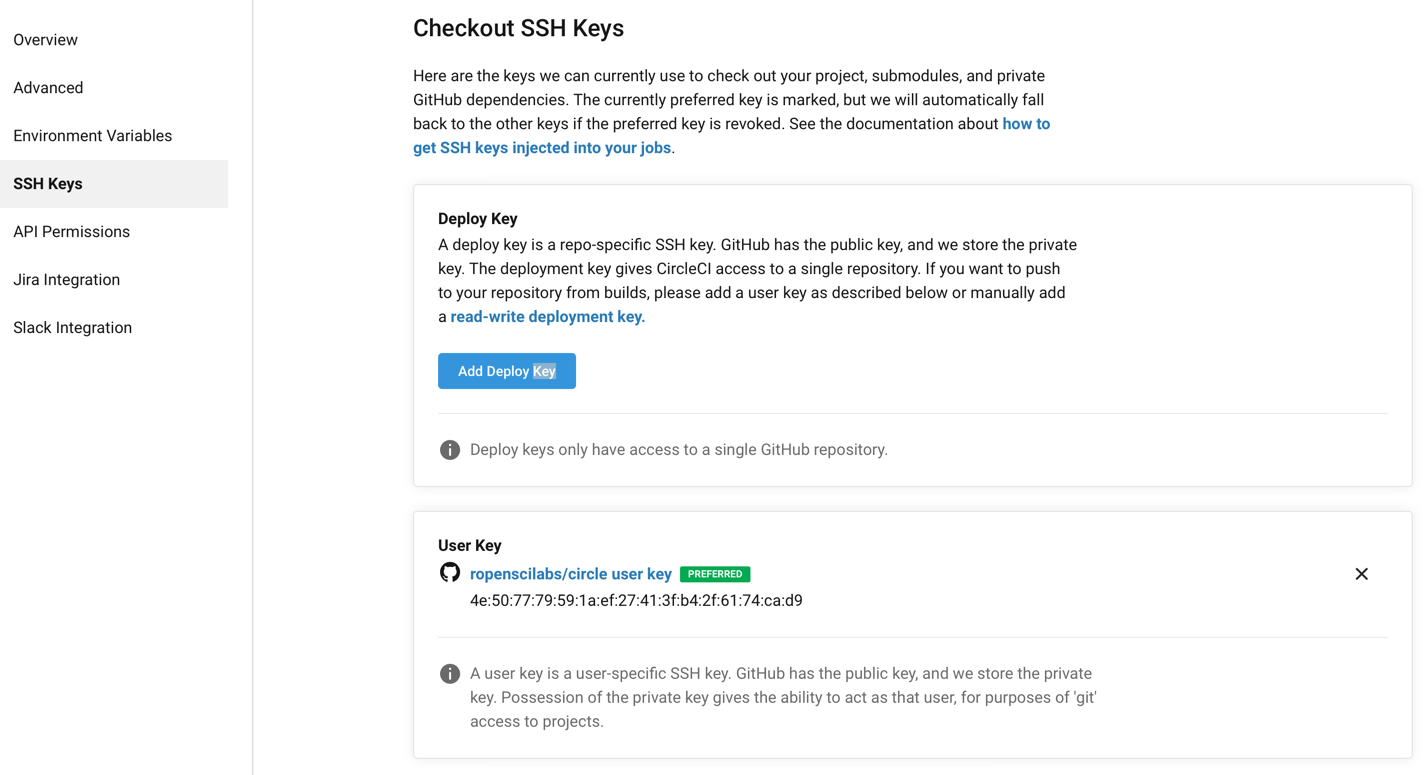 Overview
Advanced
Environment Variables
SSH Keys
API Permissions
Jira Integration
Slack Integration
Checkout SSH Keys
Here are the keys we can currently use to check out your project, submodules, and private
GitHub dependencies. The currently preferred key is marked, but we will automatically fall
back to the other keys if the preferred key is revoked. See the documentation about how to
get SSH keys injected into your jobs.
Deploy Key
A deploy key is a repo-specific SSH key. GitHub has the public key, and we store the private
key. The deployment key gives CircleCI access to a single repository. If you want to push
to your repository from builds, please add a user key as described below or manually add
a read-write deployment key.
Add Deploy Key
Deploy keys only have access to a single GitHub repository.
User Key
ropenscilabs/circle user key PREFERRED
4e:50:77:79:59:1a:ef:27:41:3f:b4:2f:61:74:ca:d9
A user key is a user-specific SSH key. GitHub has the public key, and we store the private
key. Possession of the private key gives the ability to act as that user, for purposes of 'git'
access to projects.